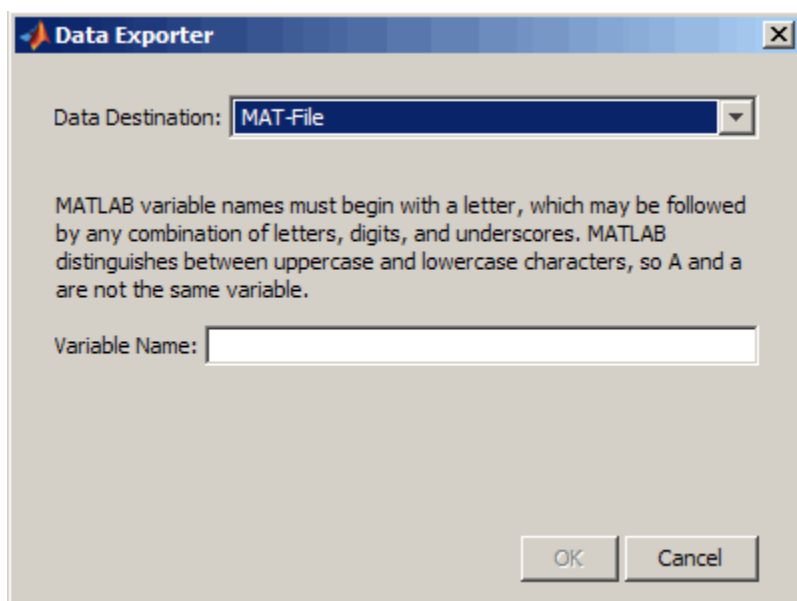 Data Exporter
Data Destination: MAT-File
MATLAB variable names must begin with a letter, which may be followed
by any combination of letters, digits, and underscores. MATLAB
distinguishes between uppercase and lowercase characters, so A and a
are not the same variable.
Variable Name:
OK Cancel